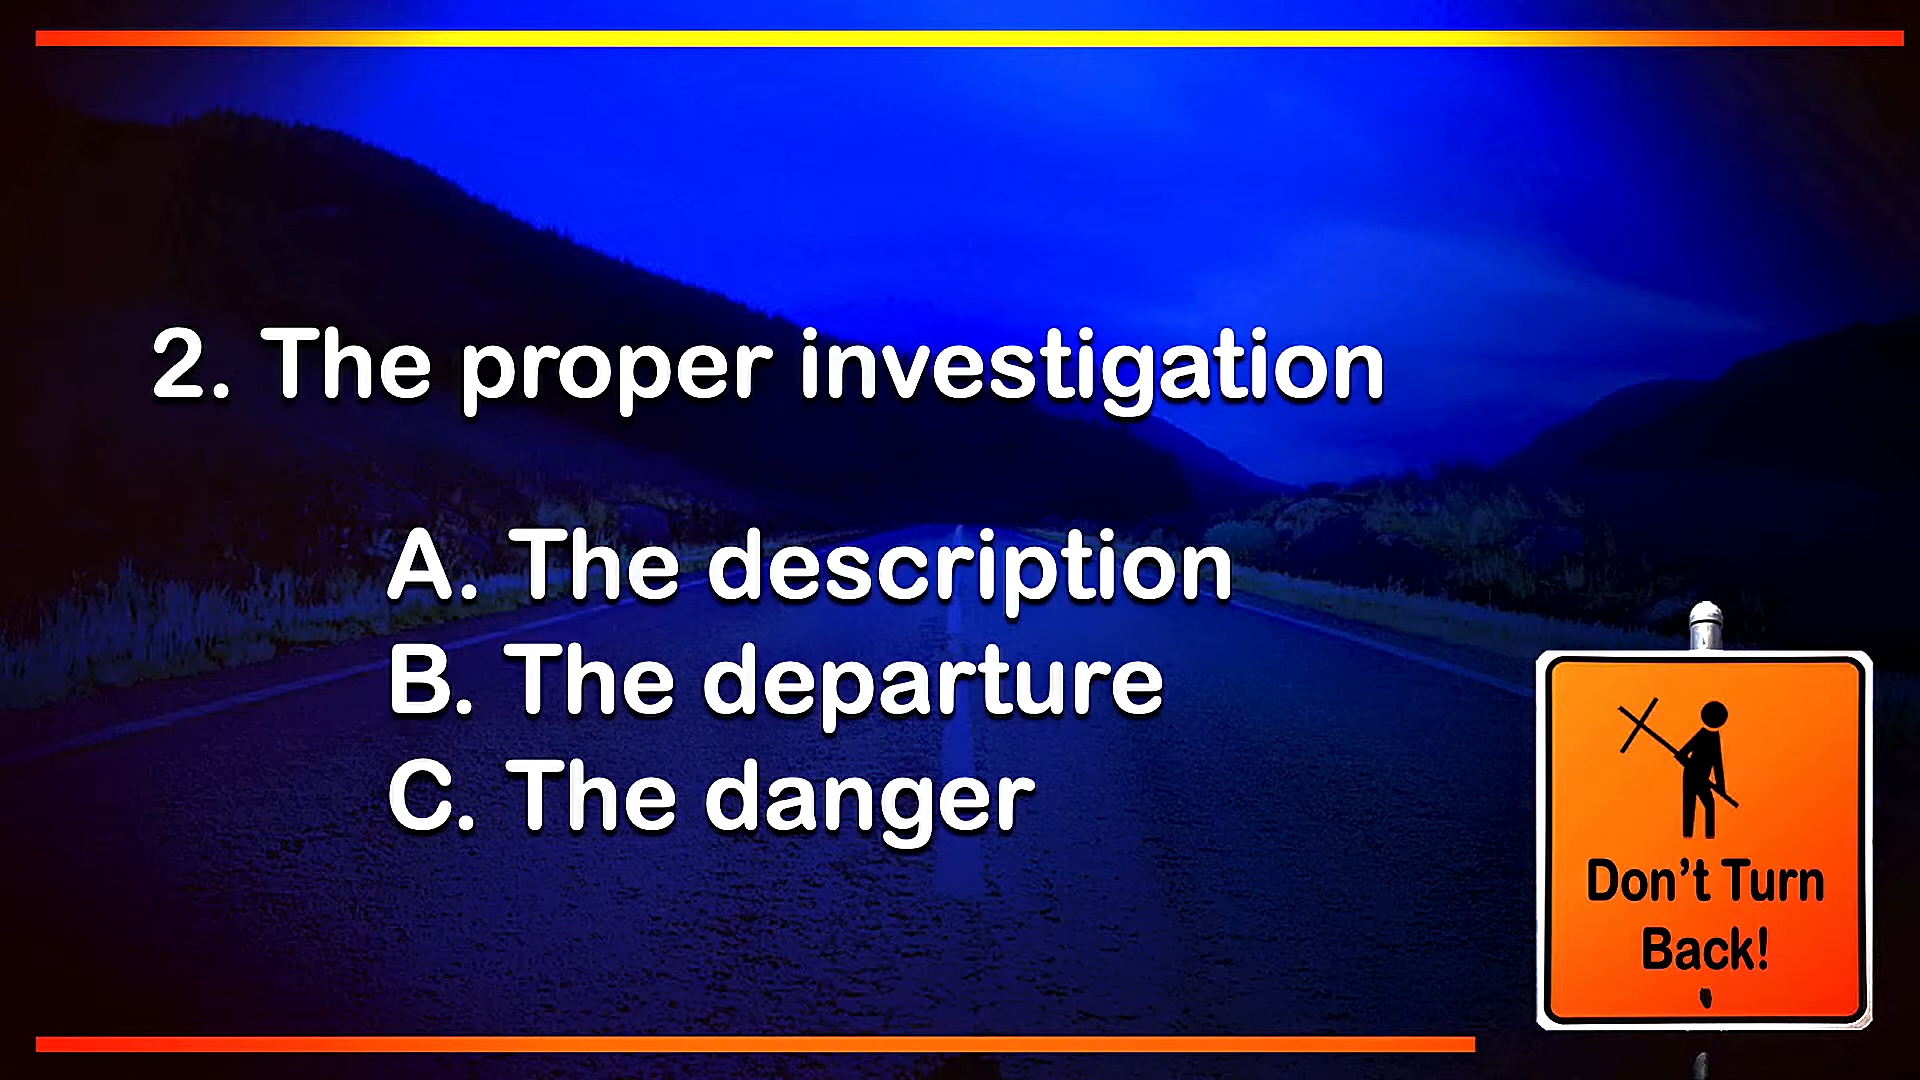 2. The proper investigation
A. The description
B. The departure
C. The danger
Don’t Turn
Back!